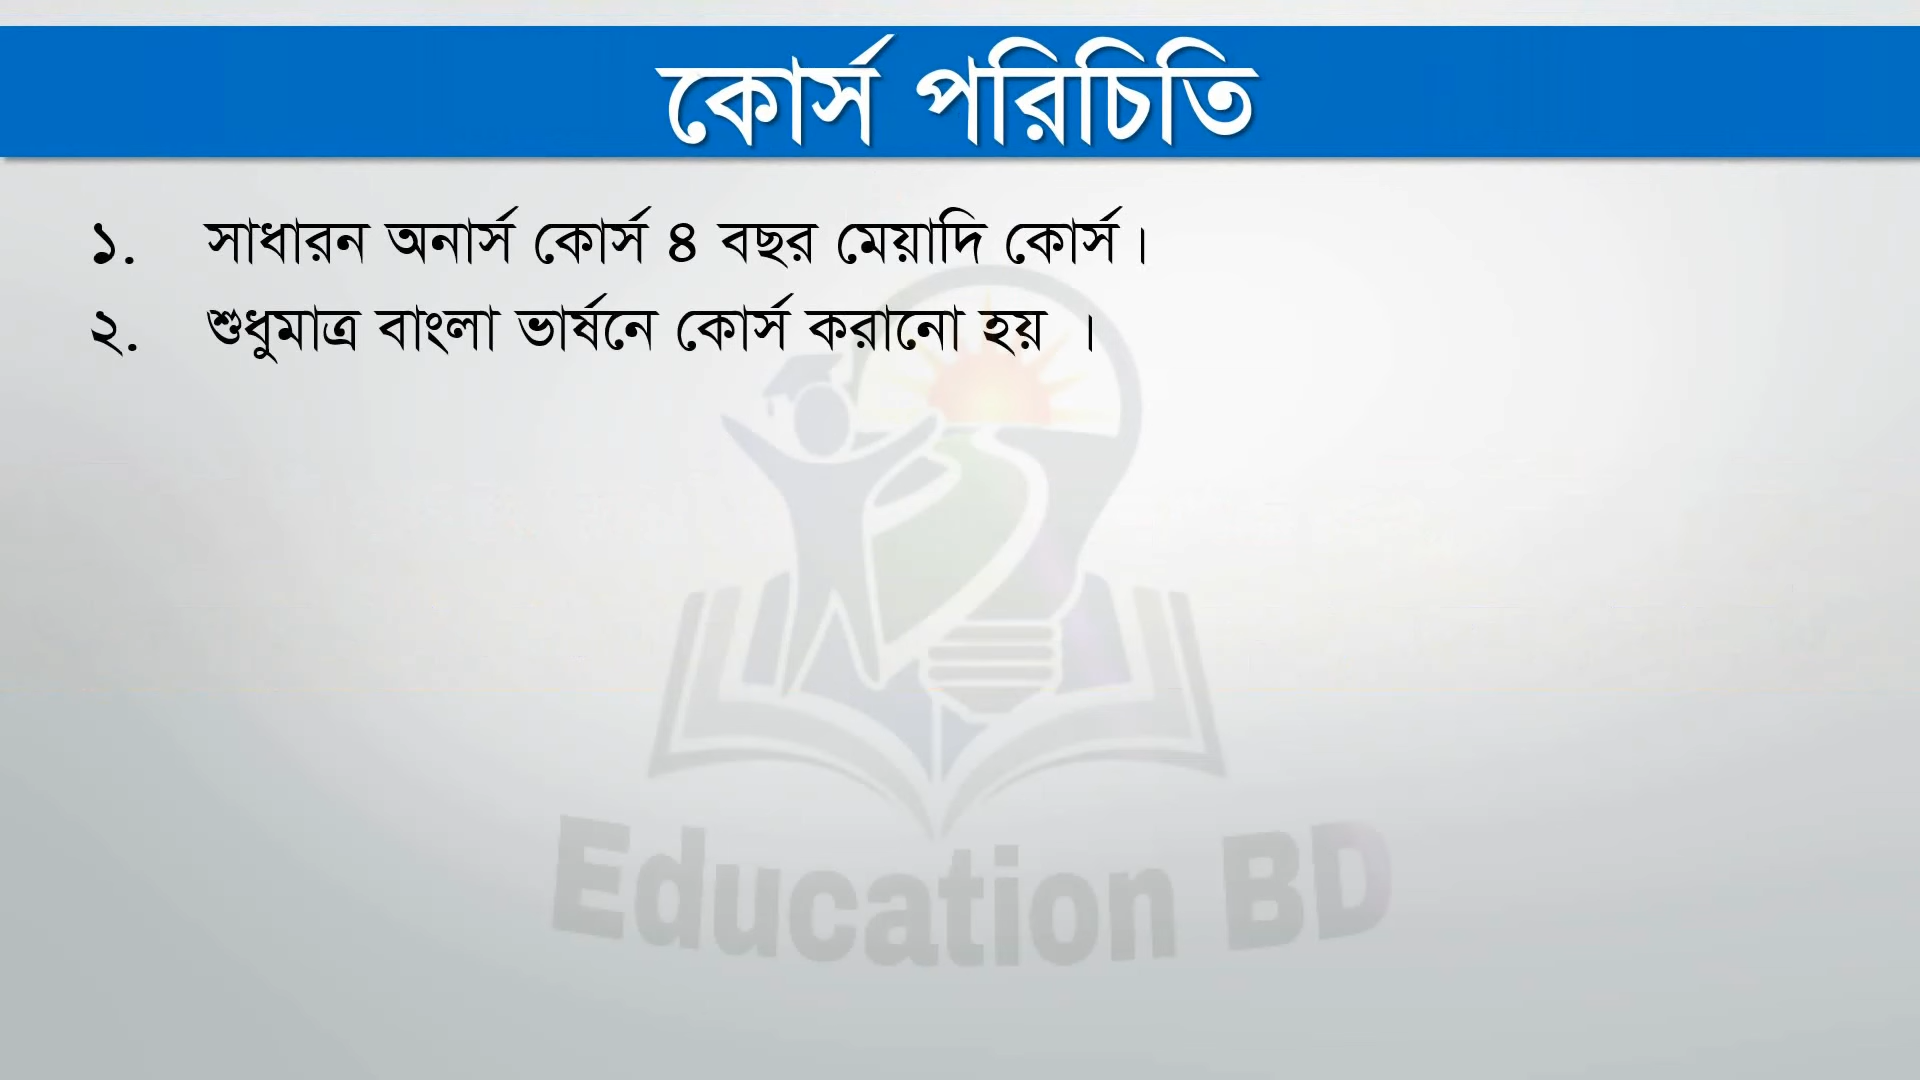 কোর্স পরিচিতি
১. সাধারন অনার্স কোর্স ৪ বছর মেয়াদি কোর্স।
২. শুধুমাত্র বাংলা ভার্ষনে কোর্স করানো হয় ।
Education BD